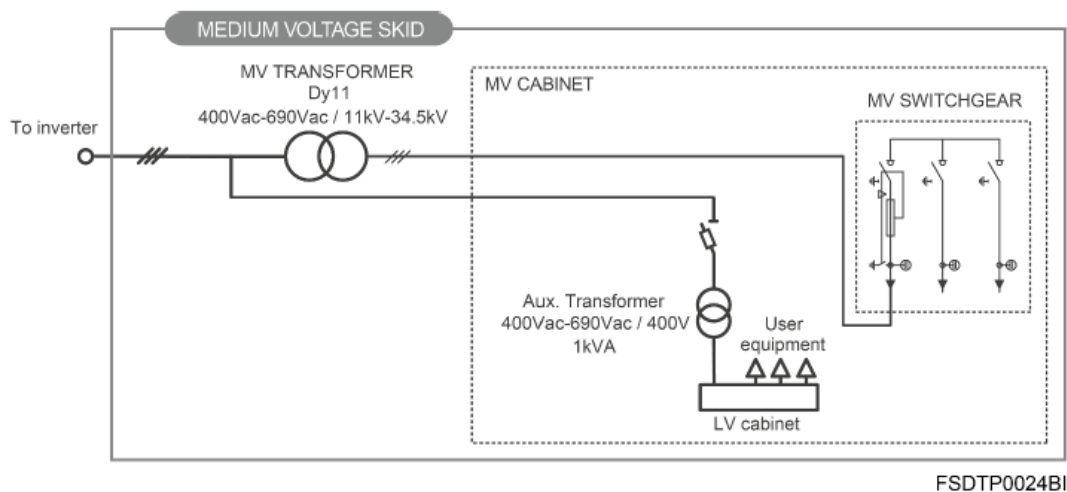 MEDIUM VOLTAGE SKID
MV TRANSFORMER
Dy11
400Vac-690Vac / 11kV-34.5kV
To inverter
MV CABINET
MV SWITCHGEAR
Aux. Transformer
400Vac-690Vac / 400V
1kVA
User
equipment
LV cabinet
FSDTP0024BI